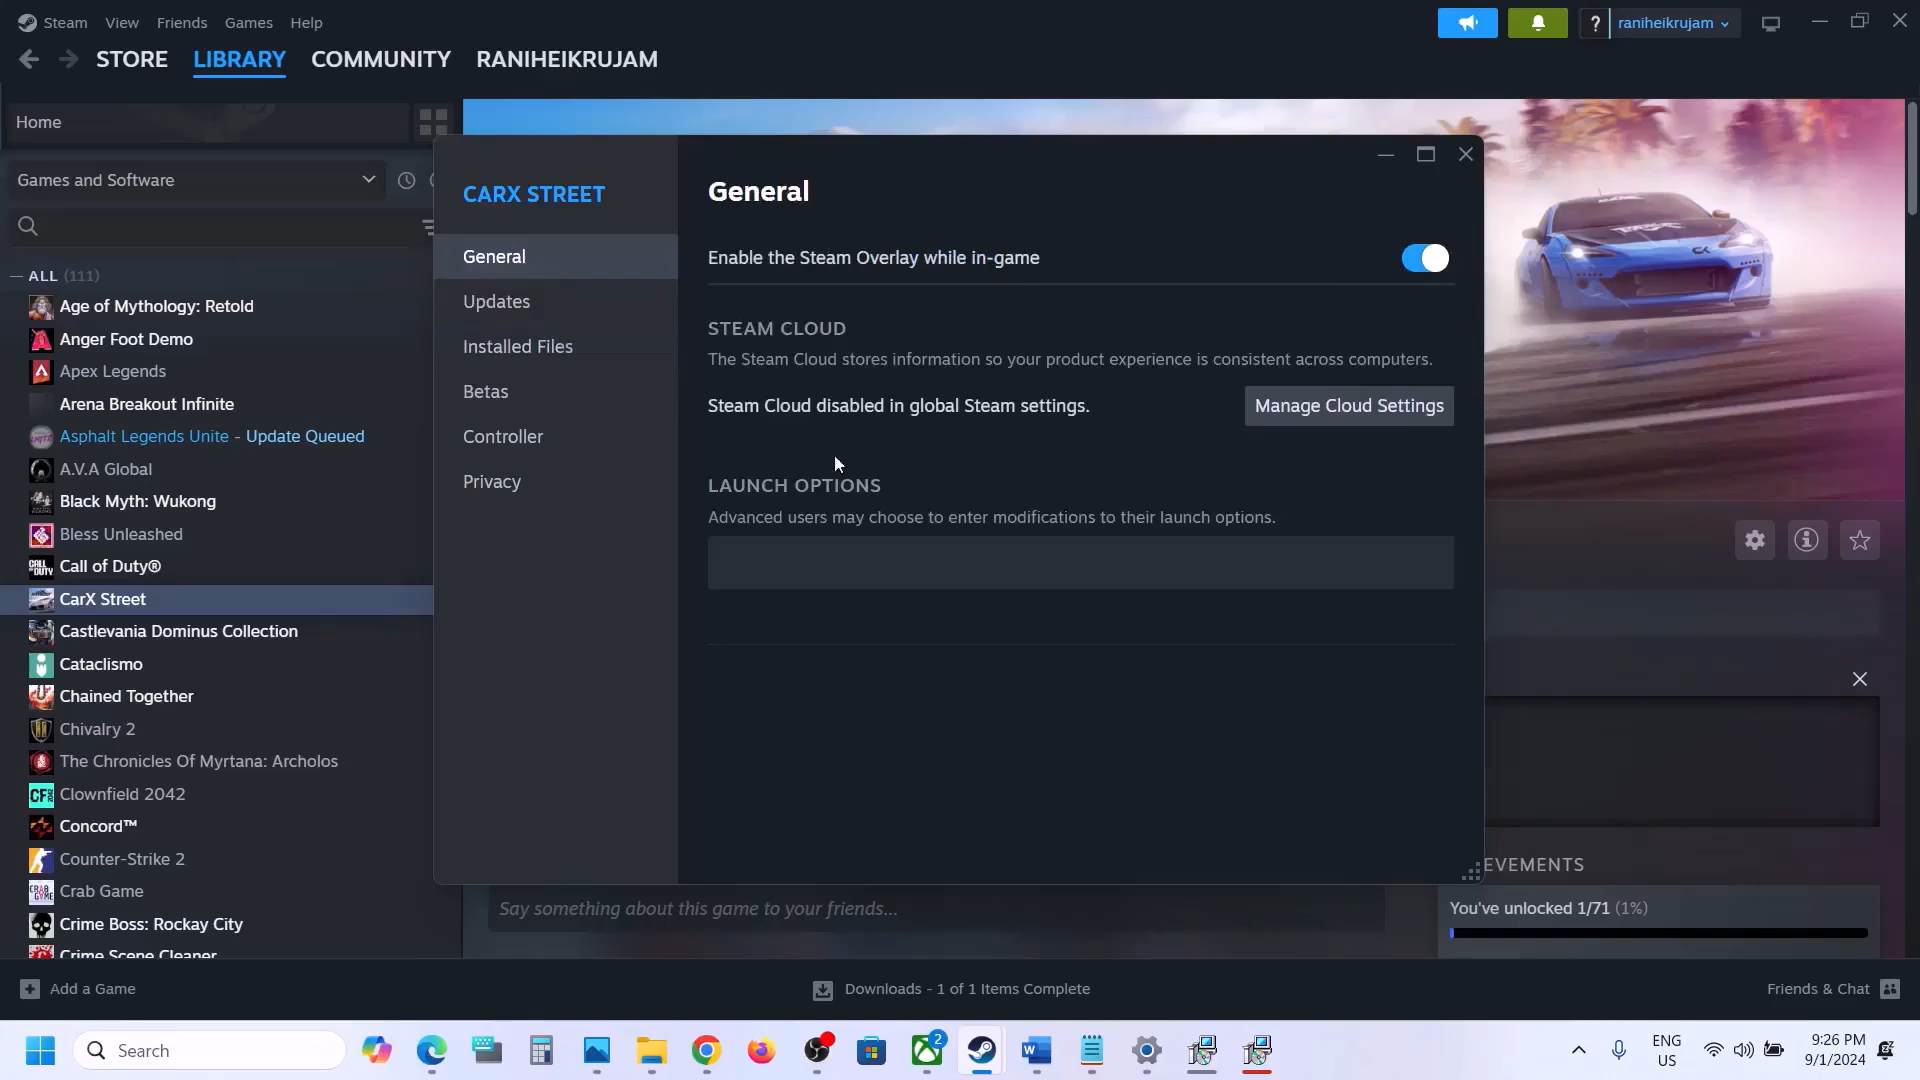 Steam View Friends Games Help
raniheikrujam
STORE LIBRARY COMMUNITY RANIHEIKRUJAM
Home
Games and Software
ALL (111)
Age of Mythology: Retold
Anger Foot Demo
Apex Legends
Arena Breakout Infinite
Asphalt Legends Unite - Update Queued
A.V.A Global
Black Myth: Wukong
Bless Unleashed
Call of Duty®
CarX Street
Castlevania Dominus Collection
Cataclismo
Chained Together
Chivalry 2
The Chronicles Of Myrtana: Archolos
Clownfield 2042
Concord™
Counter-Strike 2
Crab Game
Crime Boss: Rockay City
Crime Scene Cleaner
CARX STREET
General
Updates
Installed Files
Betas
Controller
Privacy
General
Enable the Steam Overlay while in-game
STEAM CLOUD
The Steam Cloud stores information so your product experience is consistent across computers.
Steam Cloud disabled in global Steam settings.
Manage Cloud Settings
LAUNCH OPTIONS
Advanced users may choose to enter modifications to their launch options.
EVEMENTS
You've unlocked 1/71 (1%)
Say something about this game to your friends...
Add a Game
Downloads - 1 of 1 Items Complete
Friends & Chat
Search
2
ENG
US
9:26 PM
9/1/2024